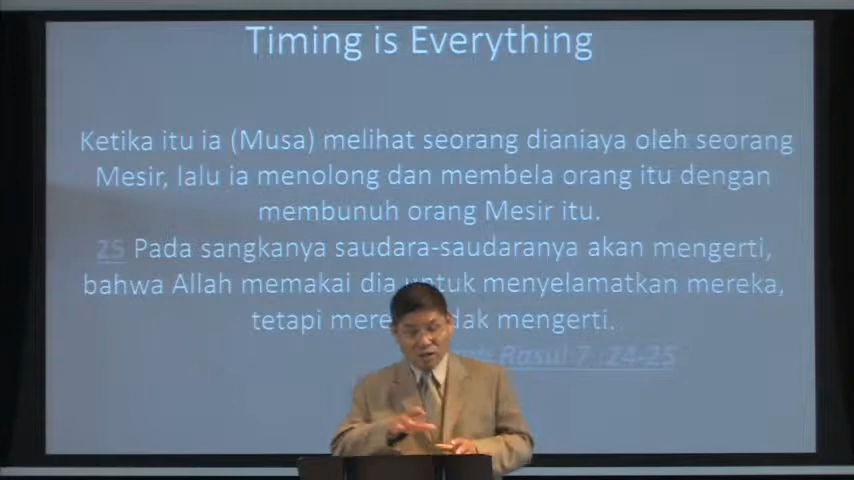 Timing is Everything
Ketika itu ia (Musa) melihat seorang dianiaya oleh seorang
Mesir, lalu ia menolong dan membela orang itu dengan
membunuh orang Mesir itu.
25 Pada sangkanya saudara-saudaranya akan mengerti,
bahwa Allah memakai dia untuk menyelamatkan mereka,
tetapi mengerti.
Rasul 7:24-25